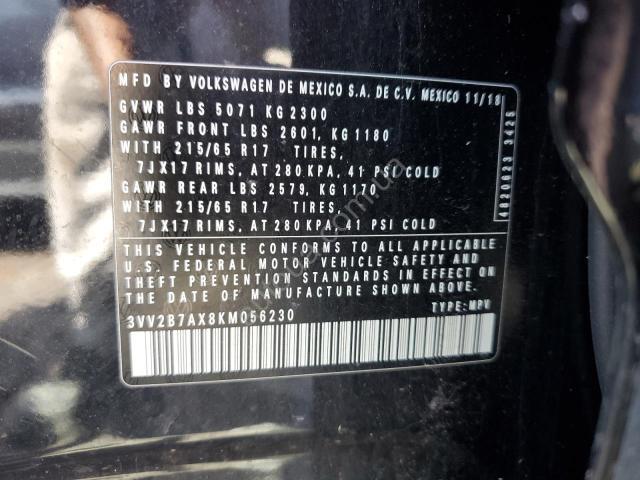 MFD BY VOLKSWAGEN DE MEXICO S.A. DE C.V. MEXICO 11/18
GVWR LBS 5071 KG 2300
GAWR FRONT LBS 2601, KG 1180
WITH 215/65 R17 TIRES,
7JX17 RIMS, AT 280 KPA, 41 PSI COLD
GAWR REAR LBS 2579, KG 1170
WITH 215/65 R17 TIRES,
7JX17 RIMS, AT 280 KPA, 41 PSI COLD
4020023 3425
THIS VEHICLE CONFORMS TO ALL APPLICABLE
U.S. FEDERAL MOTOR VEHICLE SAFETY AND
THEFT PREVENTION STANDARDS IN EFFECT ON
THE DATE OF MANUFACTURE SHOWN ABOVE
3VV2B7AX8KM056230 TYPE: MPV